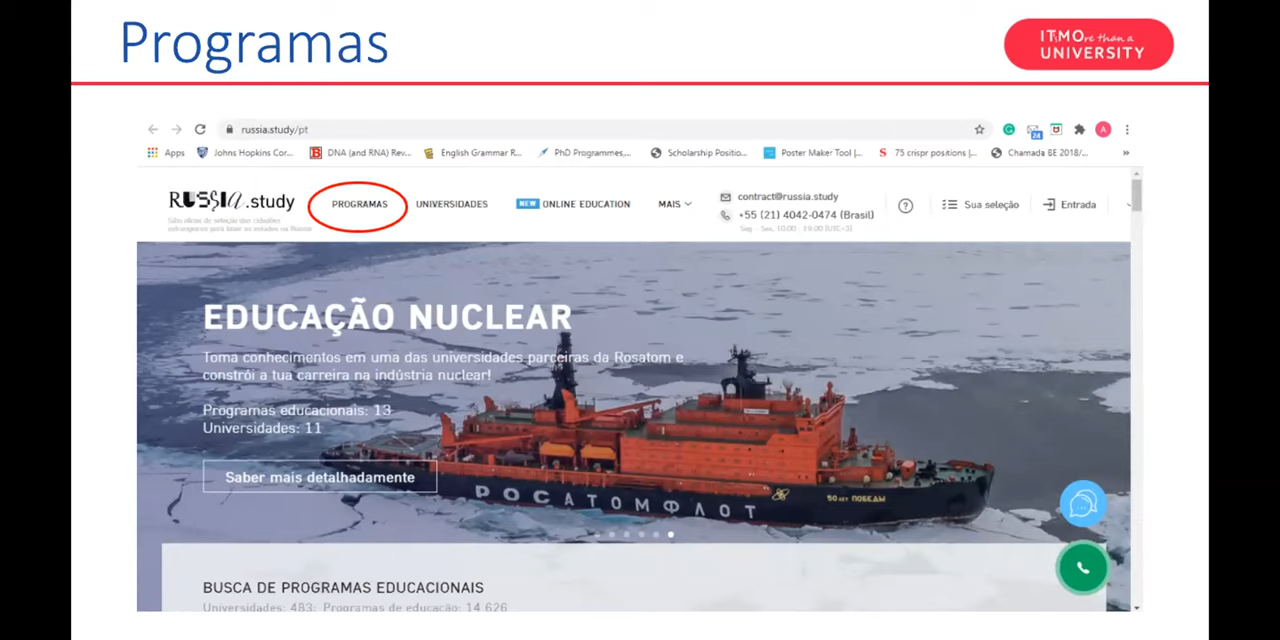 Programas
ITMOre than a
UNIVERSITY
russia.study/pt
Apps
Johns Hopkins Cor...
DNA (and RNA) Rev...
English Grammar R...
PhD Programmes,...
Scholarship Positio...
Poster Maker Tool |...
75 crispr positions |...
Chamada BE 2018/...
RUSSIA.study
PROGRAMAS
UNIVERSIDADES
NEW ONLINE EDUCATION
MAIS
contract@russia.study
+55 (21) 4042-0474 (Brasil)
Sua seleção
Entrada
EDUCAÇÃO NUCLEAR
Toma conhecimentos em uma das universidades parceiras da Rosatom e
constrói a tua carreira na indústria nuclear!
Programas educacionais: 13
Universidades: 11
Saber mais detalhadamente
РОСАТОМФЛОТ
50 ЛЕТ ПОБЕДЫ
BUSCA DE PROGRAMAS EDUCACIONAIS
Universidades: 483; Programas de educação: 14 626